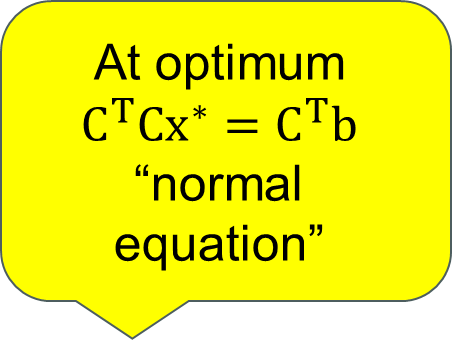 At optimum
CᵀCx* = Cᵀb
“normal
equation”